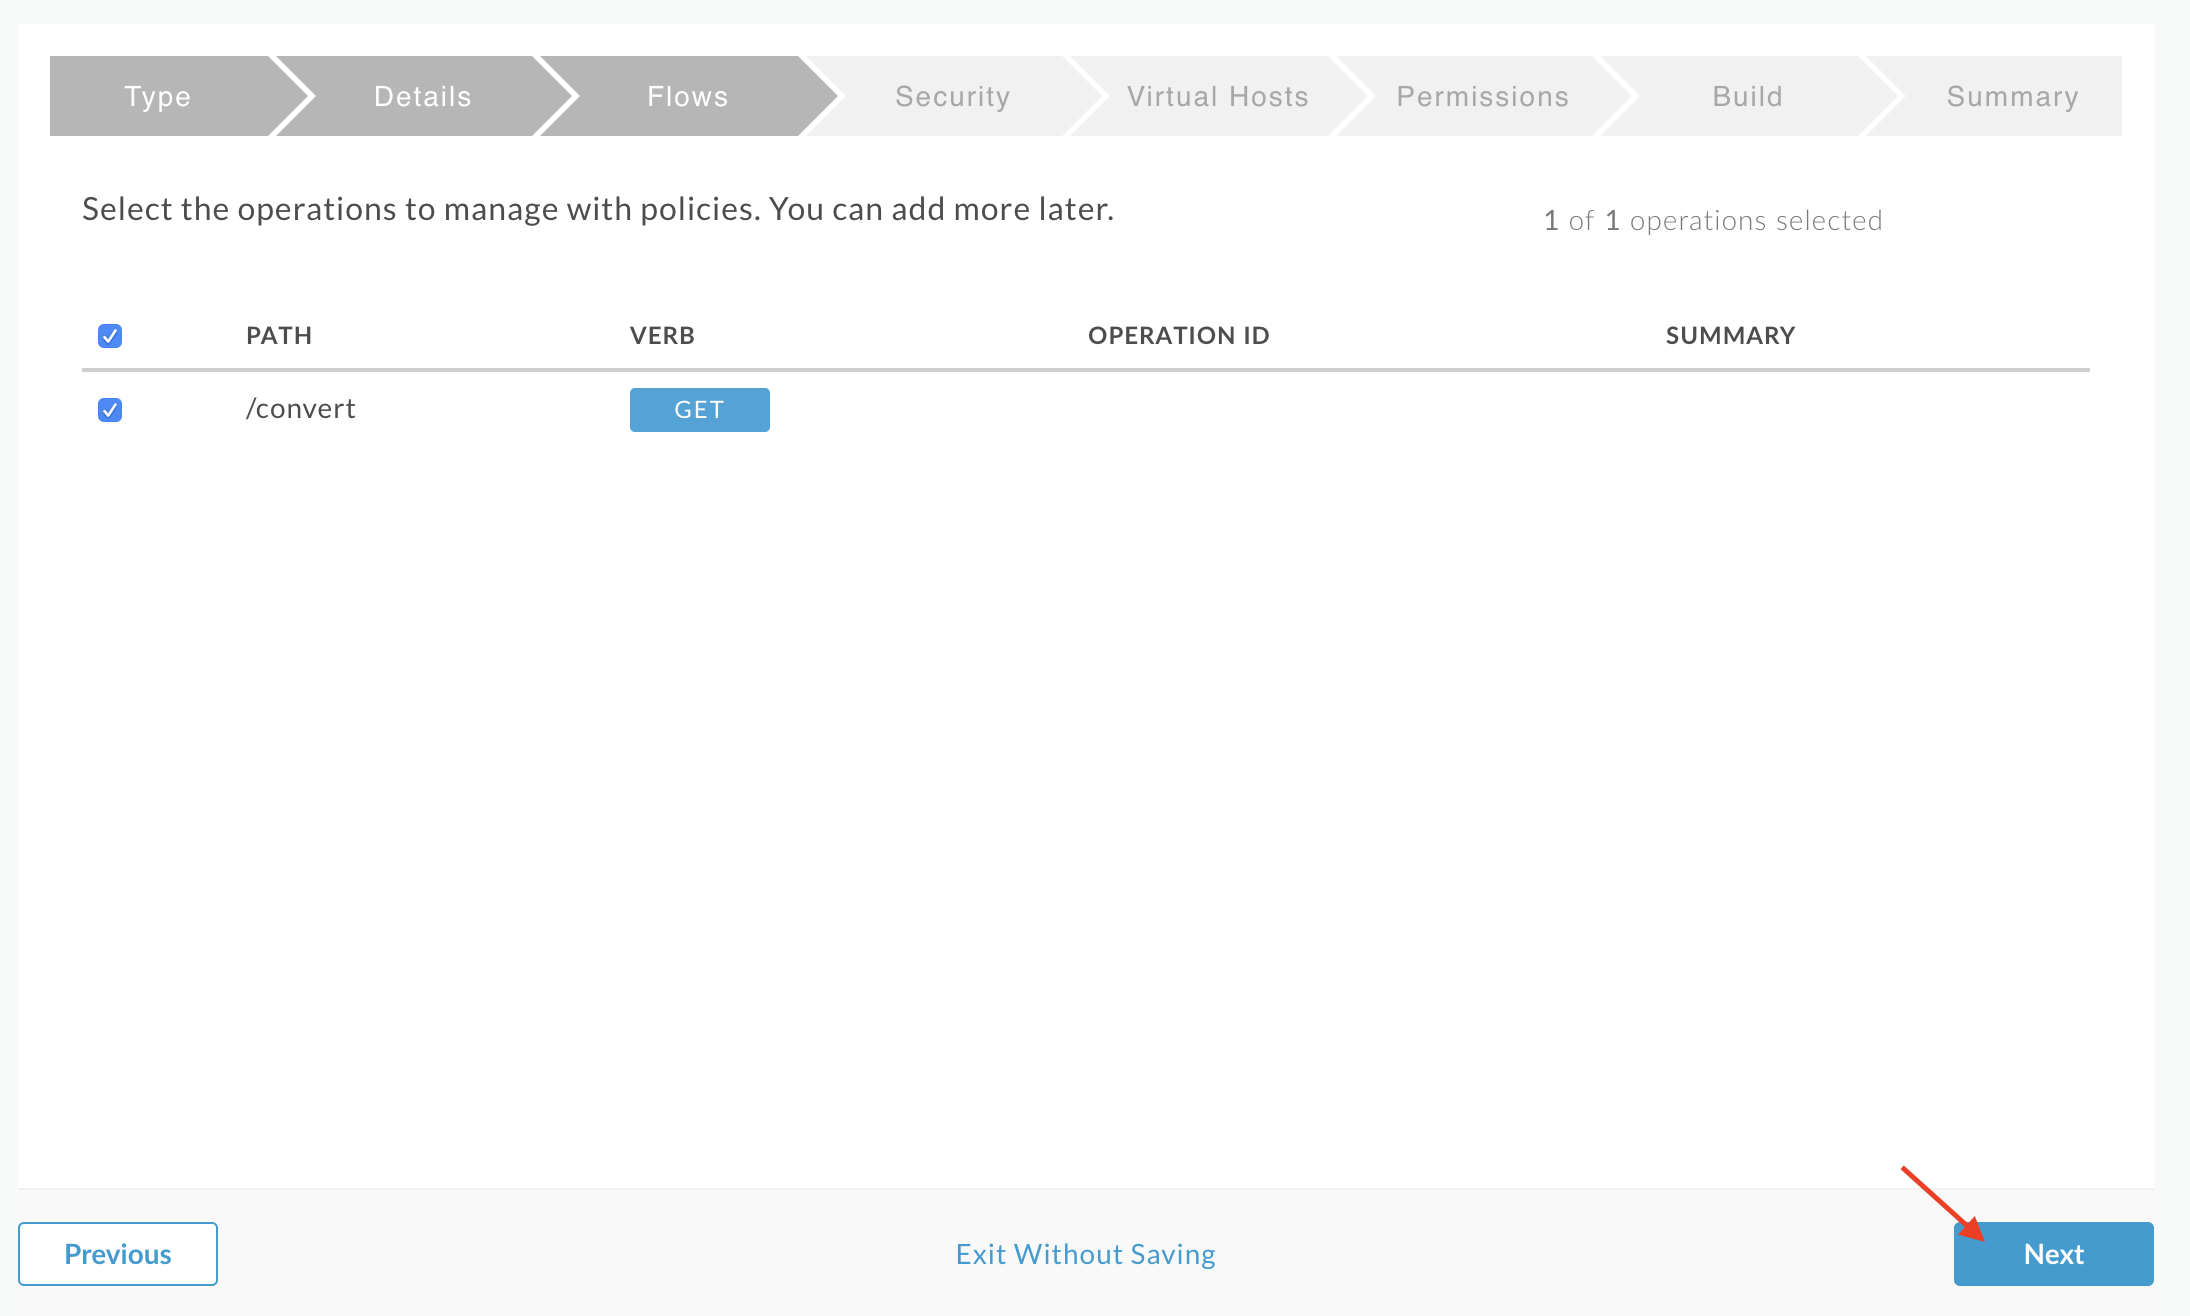 Type Details Flows Security Virtual Hosts Permissions Build Summary
Select the operations to manage with policies. You can add more later.
1 of 1 operations selected
PATH VERB OPERATION ID SUMMARY
/convert GET
Previous Exit Without Saving Next